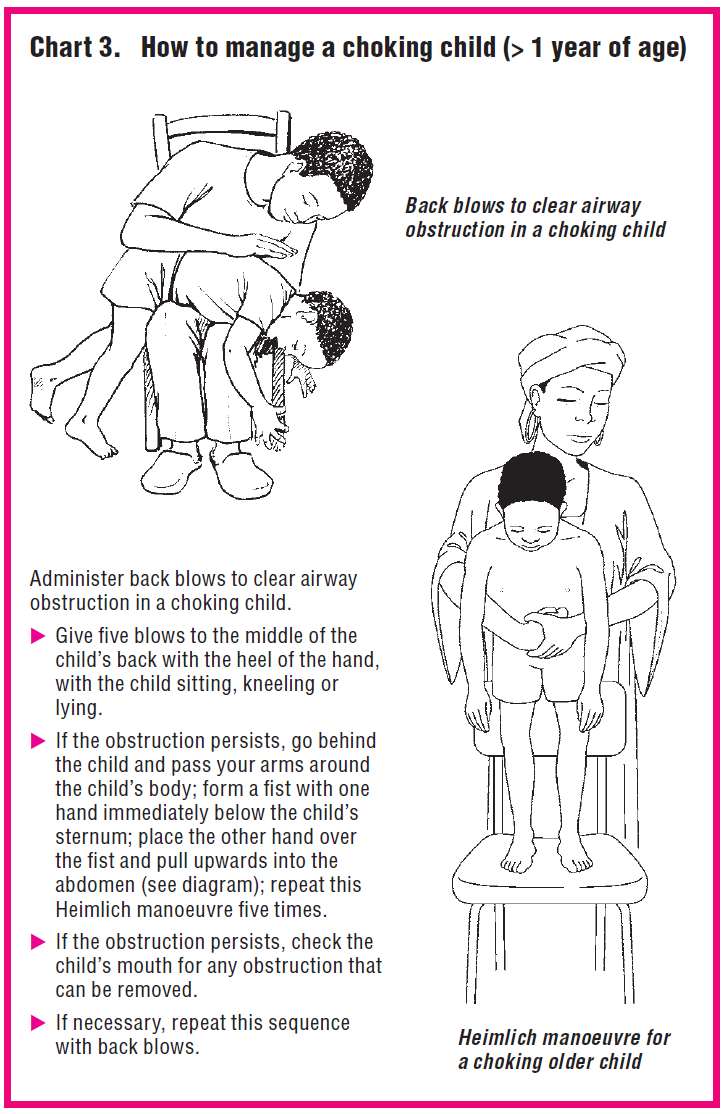 Chart 3. How to manage a choking child (> 1 year of age)
Back blows to clear airway
obstruction in a choking child
Administer back blows to clear airway
obstruction in a choking child.
▶ Give five blows to the middle of the
child's back with the heel of the hand,
with the child sitting, kneeling or
lying.
▶ If the obstruction persists, go behind
the child and pass your arms around
the child's body; form a fist with one
hand immediately below the child's
sternum; place the other hand over
the fist and pull upwards into the
abdomen (see diagram); repeat this
Heimlich manoeuvre five times.
▶ If the obstruction persists, check the
child's mouth for any obstruction that
can be removed.
▶ If necessary, repeat this sequence
with back blows.
Heimlich manoeuvre for
a choking older child